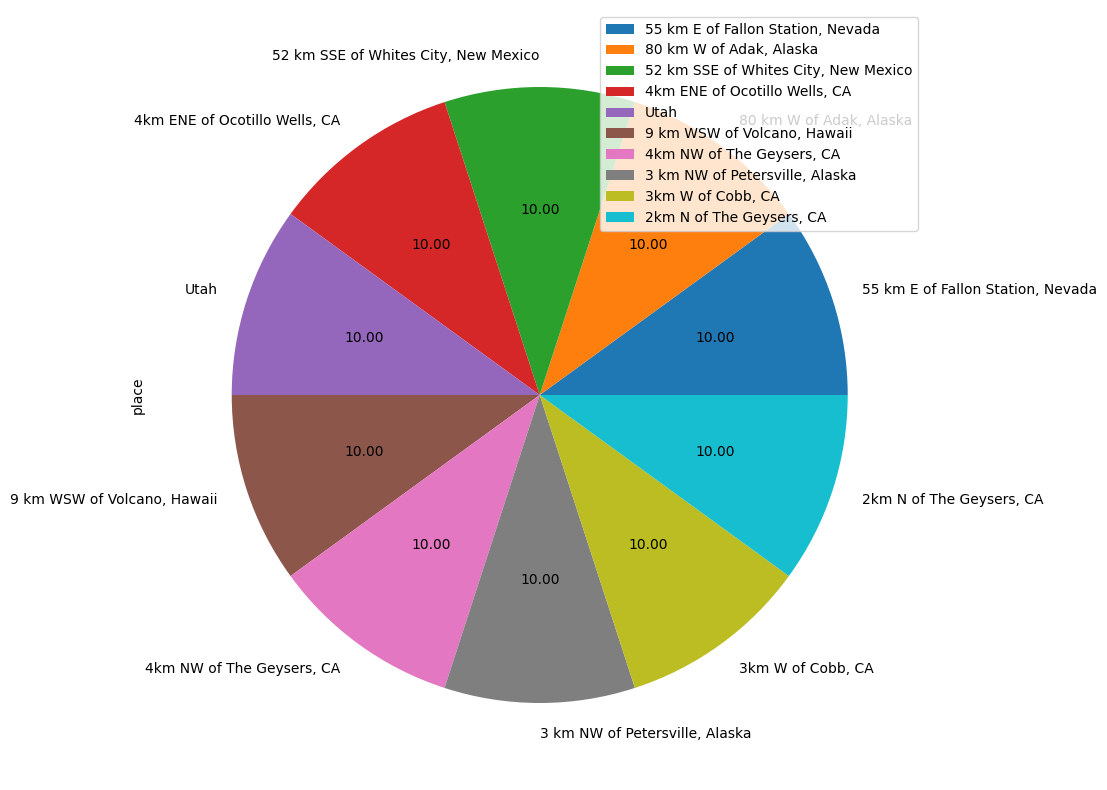 55 km E of Fallon Station, Nevada
80 km W of Adak, Alaska
52 km SSE of Whites City, New Mexico
4km ENE of Ocotillo Wells, CA
Utah
9 km WSW of Volcano, Hawaii
4km NW of The Geysers, CA
3 km NW of Petersville, Alaska
3km W of Cobb, CA
2km N of The Geysers, CA
52 km SSE of Whites City, New Mexico
4km ENE of Ocotillo Wells, CA
80 km W of Adak, Alaska
10.00
10.00
10.00
Utah
55 km E of Fallon Station, Nevada
10.00
10.00
place
10.00
10.00
9 km WSW of Volcano, Hawaii
2km N of The Geysers, CA
10.00
10.00
10.00
4km NW of The Geysers, CA
3km W of Cobb, CA
3 km NW of Petersville, Alaska